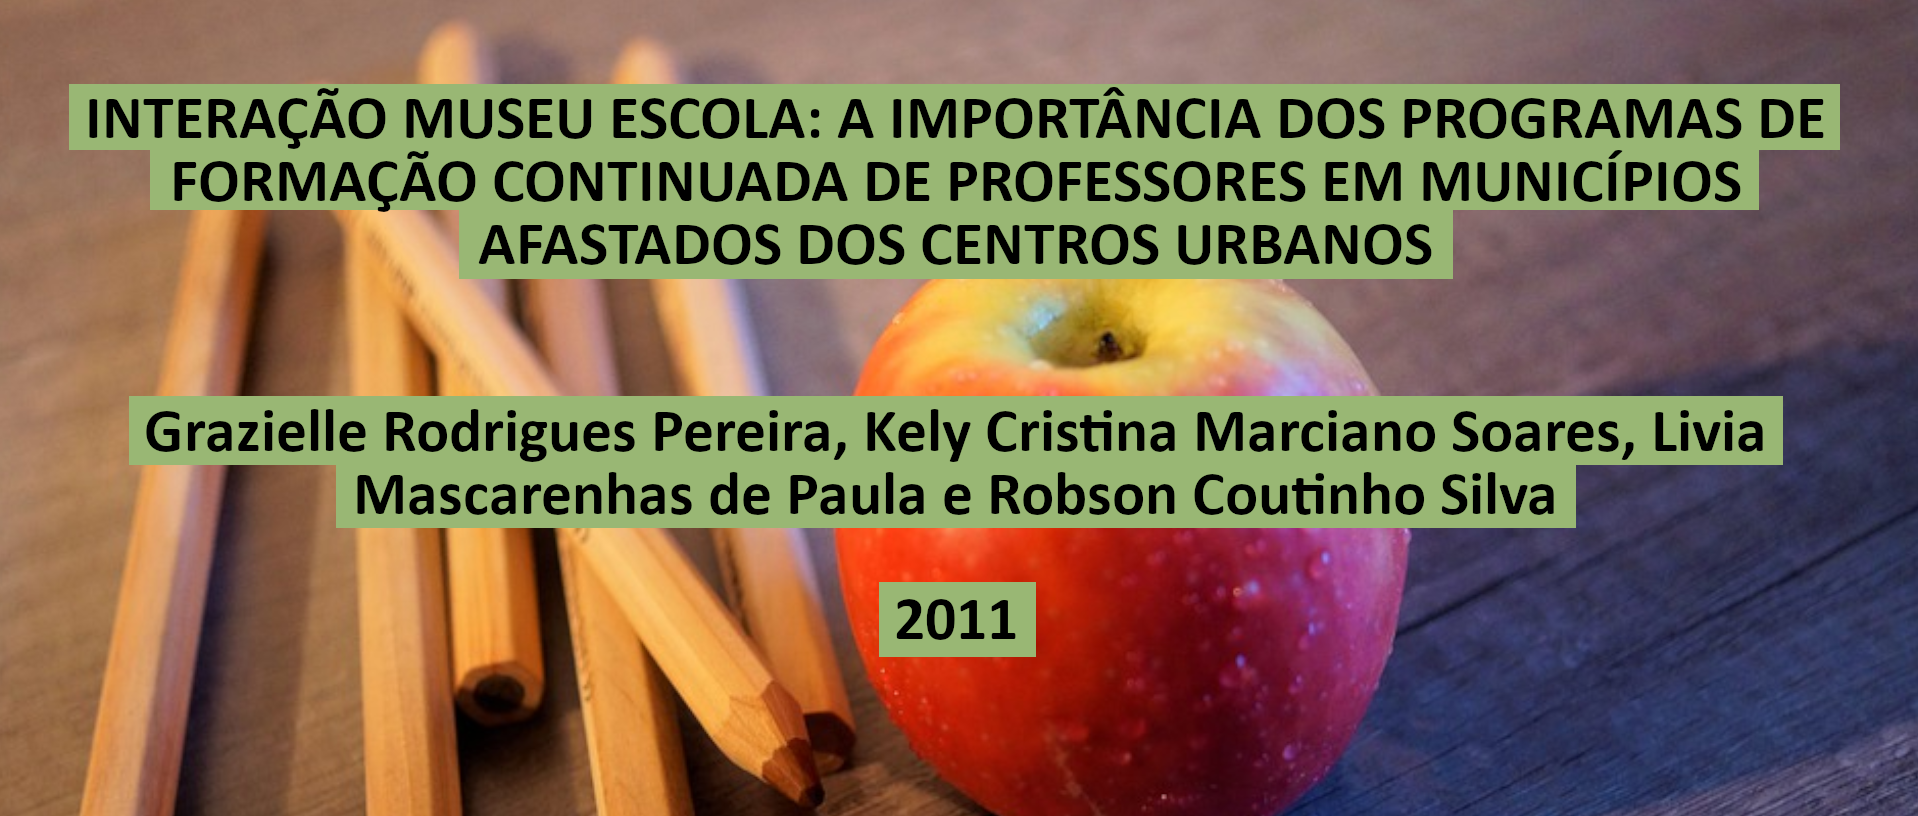 INTERAÇÃO MUSEU ESCOLA: A IMPORTÂNCIA DOS PROGRAMAS DE
FORMAÇÃO CONTINUADA DE PROFESSORES EM MUNICÍPIOS
AFASTADOS DOS CENTROS URBANOS
Grazielle Rodrigues Pereira, Kely Cristina Marciano Soares, Livia
Mascarenhas de Paula e Robson Coutinho Silva
2011